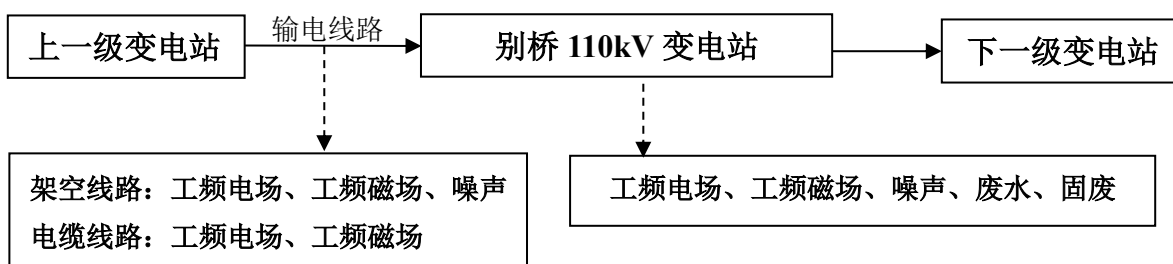 上一级变电站
输电线路
别桥 110kV 变电站
下一级变电站
架空线路：工频电场、工频磁场、噪声
电缆线路：工频电场、工频磁场
工频电场、工频磁场、噪声、废水、固废